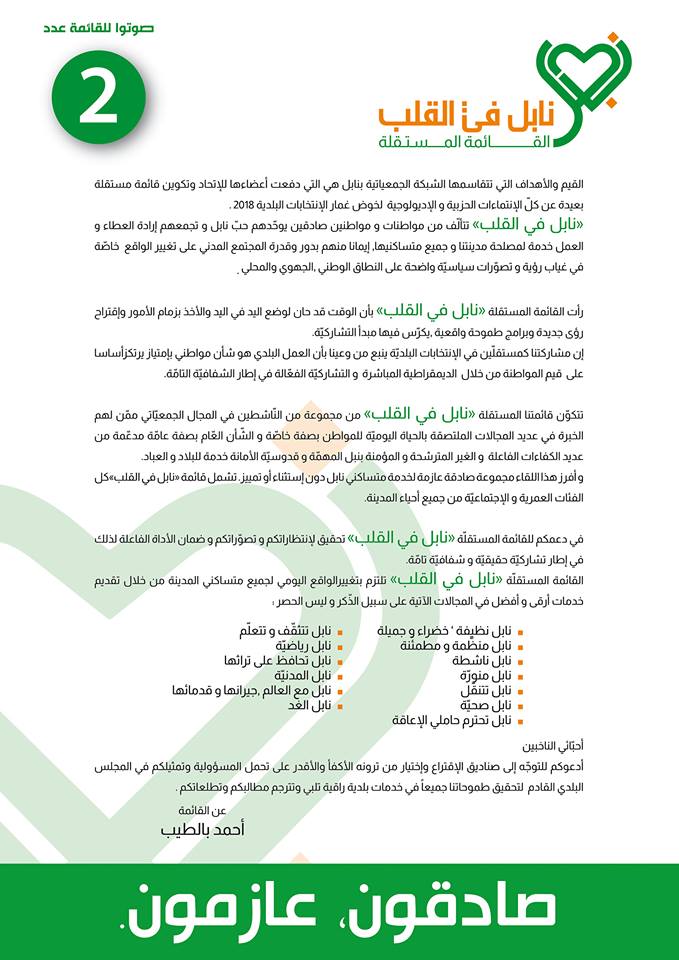 صوتوا للقائمة عدد
2
نابل في القلب
القائمة المستقلة
القيم والأهداف التي تتقاسمها الشبكة الجمعياتية بنابل هي التي دفعت أعضاءها للإتحاد وتكوين قائمة مستقلة
بعيدة عن كلّ الإنتماءات الحزبية و الإديولوجية لخوض غمار الإنتخابات البلدية 2018 .
«نابل في القلب» تتألّف من مواطنات و مواطنين صادقين يوحّدهم حبّ نابل و تجمعهم إرادة العطاء و
العمل خدمة لمصلحة مدينتنا و جميع متساكنيها, إيمانا منهم بدور وقدرة المجتمع المدني على تغيير الواقع خاصّة
في غياب رؤية و تصوّرات سياسيّة واضحة على النطاق الوطني ,الجهوي والمحلي .
رأت القائمة المستقلة «نابل في القلب» بأن الوقت قد حان لوضع اليد في اليد والأخذ بزمام الأمور وإقتراح
رؤى جديدة وبرامج طموحة واقعية ,يكرّس فيها مبدأ التشاركيّة.
إن مشاركتنا كمستقلّين في الإنتخابات البلديّة ينبع من وعينا بأن العمل البلدي هو شأن مواطني بإمتياز يرتكزأساسا
على قيم المواطنة من خلال الديمقراطية المباشرة و التشاركيّة الفعّالة في إطار الشفافيّة التامّة.
تتكوّن قائمتنا المستقلة «نابل في القلب» من مجموعة من النّاشطين في المجال الجمعيّاتي ممّن لهم
الخبرة في عديد المجالات الملتصقة بالحياة اليوميّة للمواطن بصفة خاصّة و الشّأن العّام بصفة عامّة مدعّمة من
عديد الكفاءات الفاعلة و الغير المترشحة و المؤمنة بنبل المهمّة و قدوسيّة الأمانة خدمة للبلاد و العباد.
و أفرز هذا اللقاء مجموعة صادقة عازمة لخدمة متساكني نابل دون إستثناء أو تمييز. تشمل قائمة «نابل في القلب»كل
الفئات العمرية و الإجتماعيّة من جميع أحياء المدينة.
في دعمكم للقائمة المستقلّة «نابل في القلب» تحقيق لإنتظاراتكم و تصوّراتكم و ضمان الأداة الفاعلة لذلك
في إطار تشاركيّة حقيقيّة و شفافيّة تامّة.
القائمة المستقلّة «نابل في القلب» تلتزم بتغييرالواقع اليومي لجميع متساكني المدينة من خلال تقديم
خدمات أرقى و أفضل في المجالات الآتية على سبيل الذّكر و ليس الحصر :
نابل نظيفة ‘ خضراء و جميلة
نابل منظّمة و مطمئنة
نابل ناشطة
نابل منورّة
نابل تتنقّل
نابل صحيّة
نابل تحترم حاملي الإعاقة
نابل تتثقّف و تتعلّم
نابل رياضيّة
نابل تحافظ على تراثها
نابل المدنيّة
نابل مع العالم ,جيرانها و قدمائها
نابل الغد
أحبّائي الناخبين
أدعوكم للتوجّه إلى صناديق الإقتراع وإختيار من ترونه الأكفأ والأقدر على تحمل المسؤولية وتمثيلكم في المجلس
البلدي القادم لتحقيق طموحاتنا جميعاً في خدمات بلدية راقية تلبي وتترجم مطالبكم وتطلعاتكم .
عن القائمة
أحمد بالطيب
صادقون، عازمون.